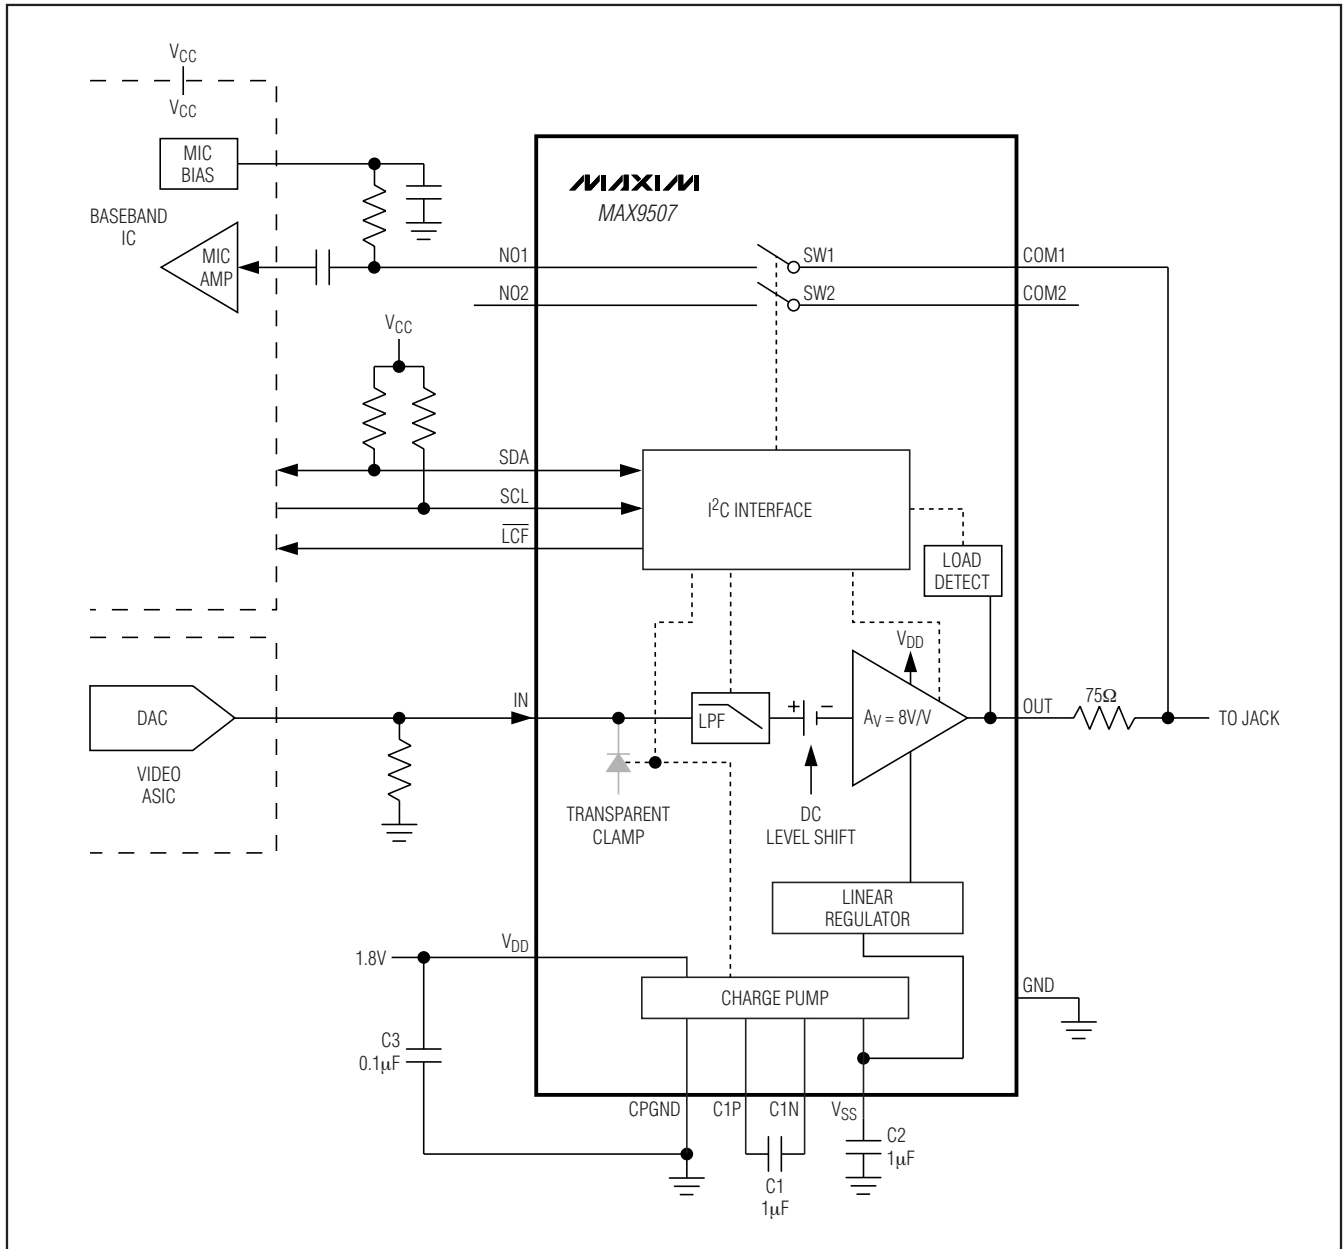 VCC
VCC
MIC
BIAS
BASEBAND
IC
MIC
AMP
MAXIM
MAX9507
NO1
SW1
COM1
NO2
SW2
COM2
VCC
SDA
SCL
LCF
I²C INTERFACE
LOAD
DETECT
VDD
IN
OUT
75Ω
DAC
LPF
+
−
AV = 8V/V
TO JACK
VIDEO
ASIC
TRANSPARENT
CLAMP
DC
LEVEL SHIFT
LINEAR
REGULATOR
VDD
1.8V
CHARGE PUMP
GND
C3
0.1µF
CPGND
C1P
C1N
VSS
C2
1µF
C1
1µF